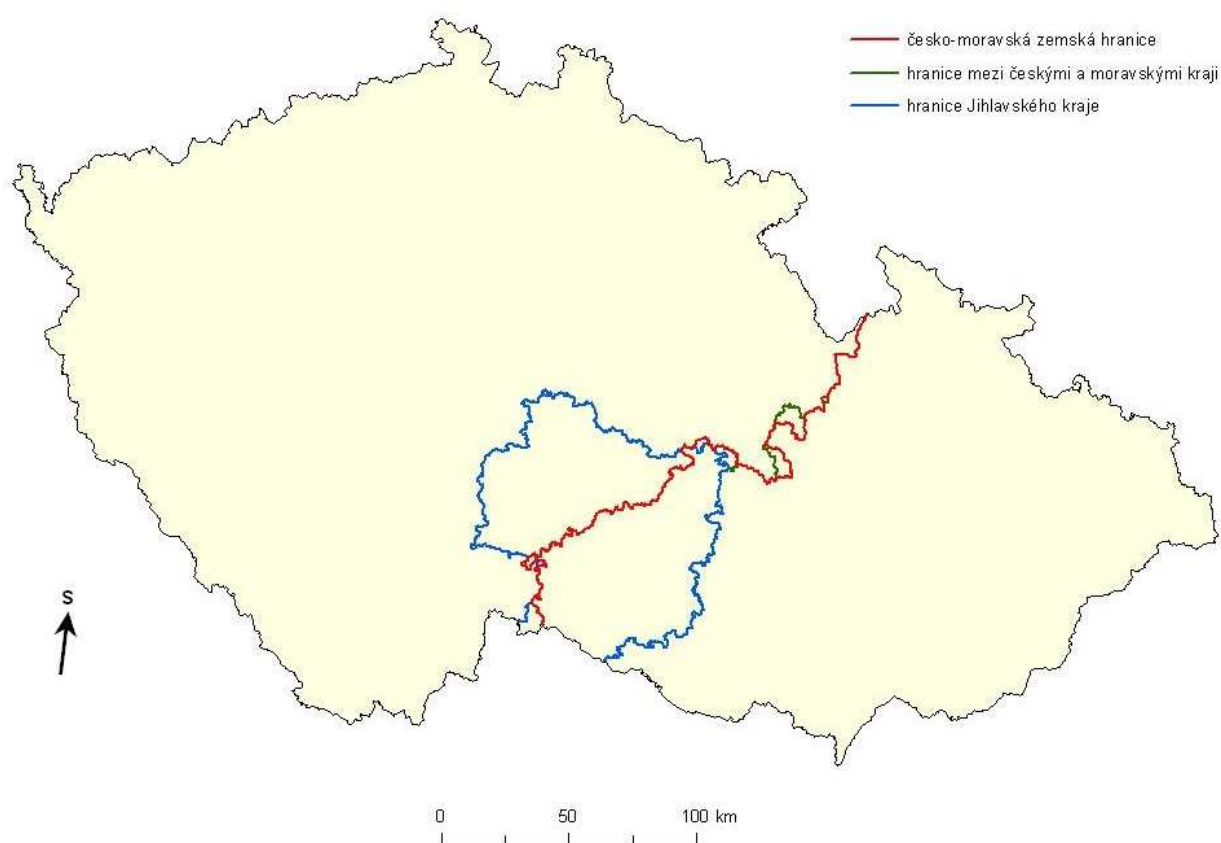 česko-moravská zemská hranice
hranice mezi českými a moravskými kraji
hranice Jihlavského kraje
S
0 50 100 km